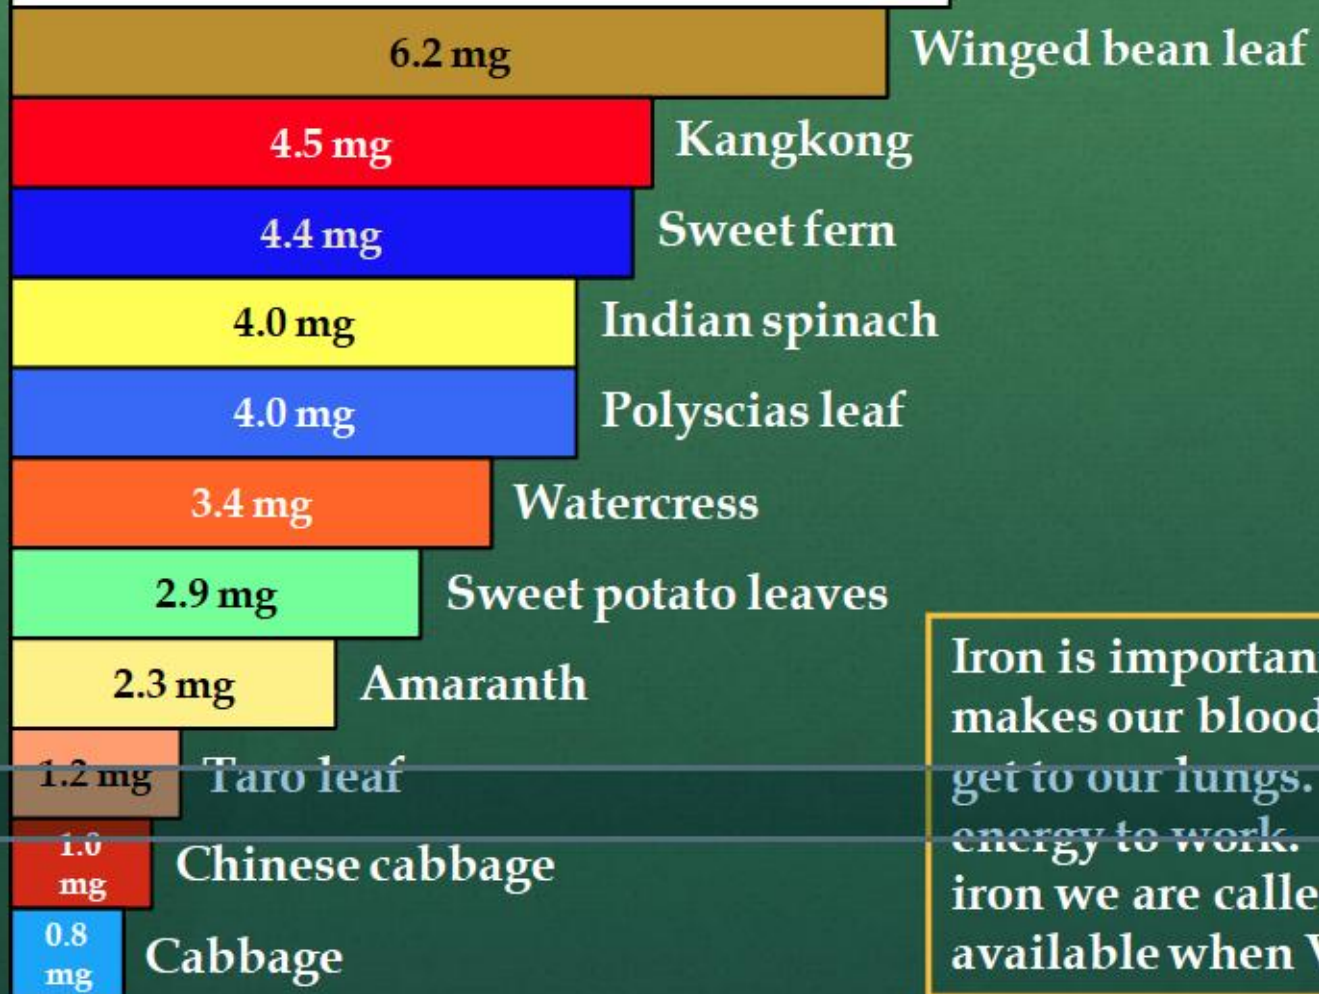 6.2 mg Winged bean leaf
4.5 mg Kangkong
4.4 mg Sweet fern
4.0 mg Indian spinach
4.0 mg Polyscias leaf
3.4 mg Watercress
2.9 mg Sweet potato leaves
2.3 mg Amaranth
1.2 mg Taro leaf
1.0
mg Chinese cabbage
0.8
mg Cabbage
Iron is importan
makes our blood
get to our lungs.
energy to work.
iron we are calle
available when